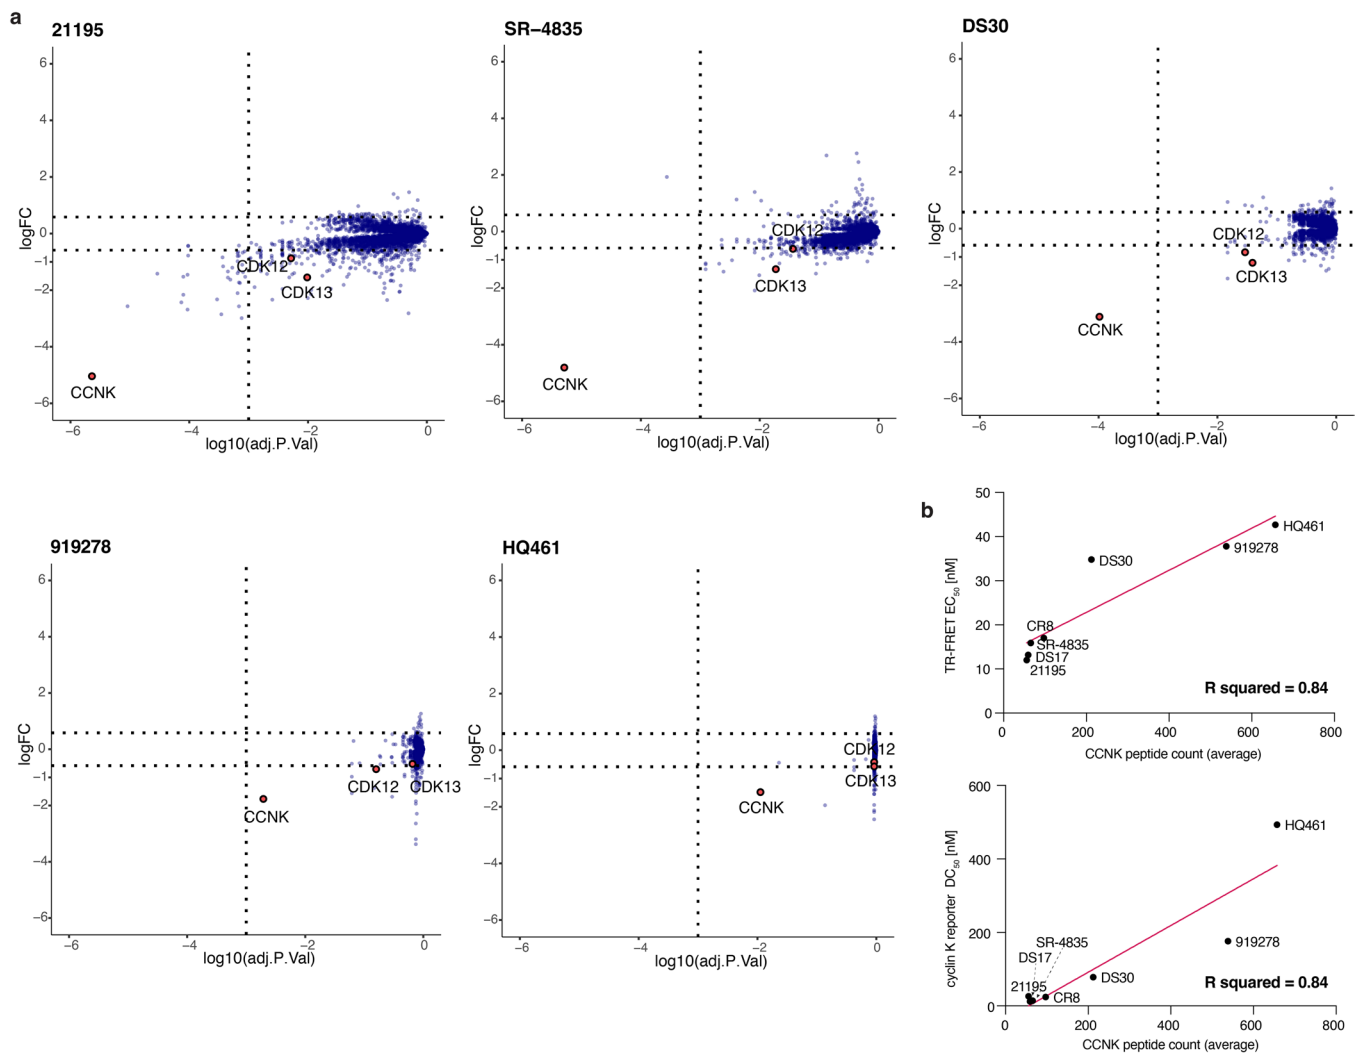 a
21195
6
4
2
0
−1
−2
−4
−6
logFC
CDK12
CDK13
CCNK
−6
−4
−2
0
log10(adj.P.Val)
SR−4835
6
4
2
0
−1
−2
−4
−6
logFC
CDK12
CDK13
CCNK
−6
−4
−2
0
log10(adj.P.Val)
DS30
6
4
2
0
−1
−2
−4
−6
logFC
CDK12
CDK13
CCNK
−6
−4
−2
0
log10(adj.P.Val)
919278
6
4
2
0
−1
−2
−4
−6
logFC
CDK12
CDK13
CCNK
−6
−4
−2
0
log10(adj.P.Val)
HQ461
6
4
2
0
−1
−2
−4
−6
logFC
CDK12
CDK13
CCNK
−6
−4
−2
0
log10(adj.P.Val)
b
50
40
30
20
10
0
TR-FRET EC50 [nM]
HQ461
919278
DS30
CR8
SR-4835
DS17
21195
R squared = 0.84
0
200
400
600
800
CCNK peptide count (average)
600
400
200
0
cyclin K reporter DC50 [nM]
HQ461
919278
SR-4835
DS17
DS30
21195
CR8
R squared = 0.84
0
200
400
600
800
CCNK peptide count (average)